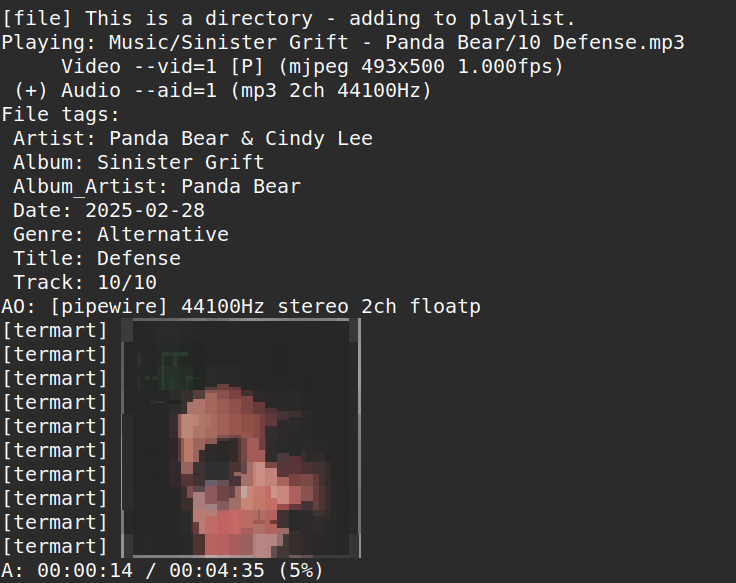 [file] This is a directory - adding to playlist.
Playing: Music/Sinister Grift - Panda Bear/10 Defense.mp3
     Video --vid=1 [P] (mjpeg 493x500 1.000fps)
 (+) Audio --aid=1 (mp3 2ch 44100Hz)
File tags:
 Artist: Panda Bear & Cindy Lee
 Album: Sinister Grift
 Album_Artist: Panda Bear
 Date: 2025-02-28
 Genre: Alternative
 Title: Defense
 Track: 10/10
AO: [pipewire] 44100Hz stereo 2ch floatp
[termart]
[termart]
[termart]
[termart]
[termart]
[termart]
[termart]
[termart]
[termart]
[termart]
A: 00:00:14 / 00:04:35 (5%)